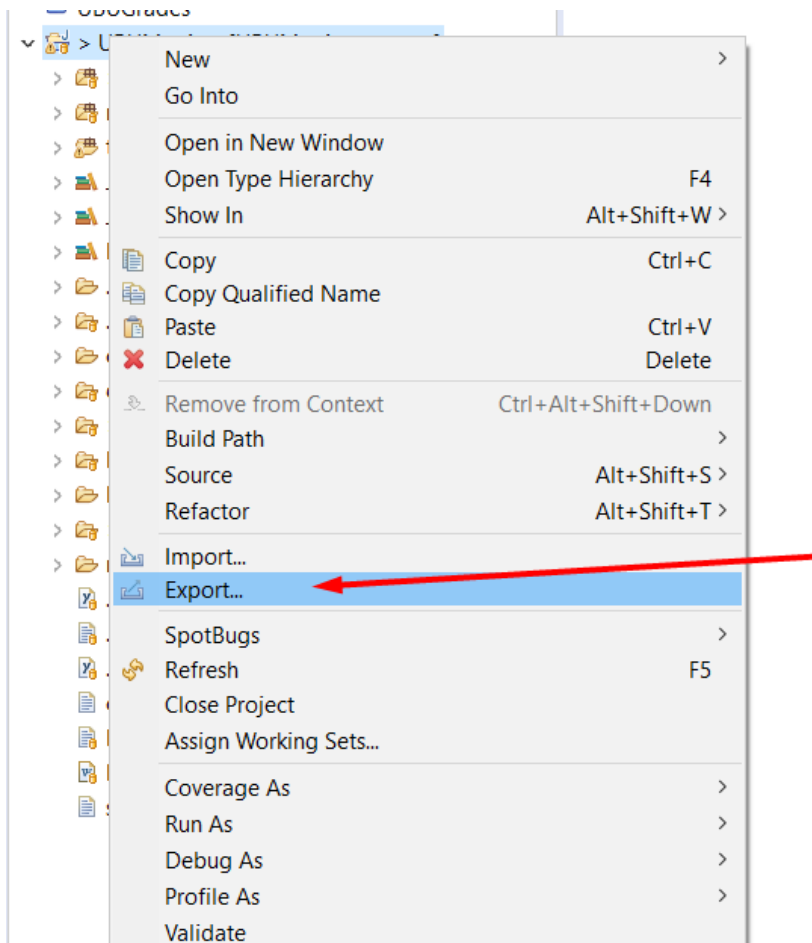 UBUGrades
New
Go Into
Open in New Window
Open Type Hierarchy F4
Show In Alt+Shift+W
Copy Ctrl+C
Copy Qualified Name
Paste Ctrl+V
Delete Delete
Remove from Context Ctrl+Alt+Shift+Down
Build Path
Source Alt+Shift+S
Refactor Alt+Shift+T
Import...
Export...
SpotBugs
Refresh F5
Close Project
Assign Working Sets...
Coverage As
Run As
Debug As
Profile As
Validate